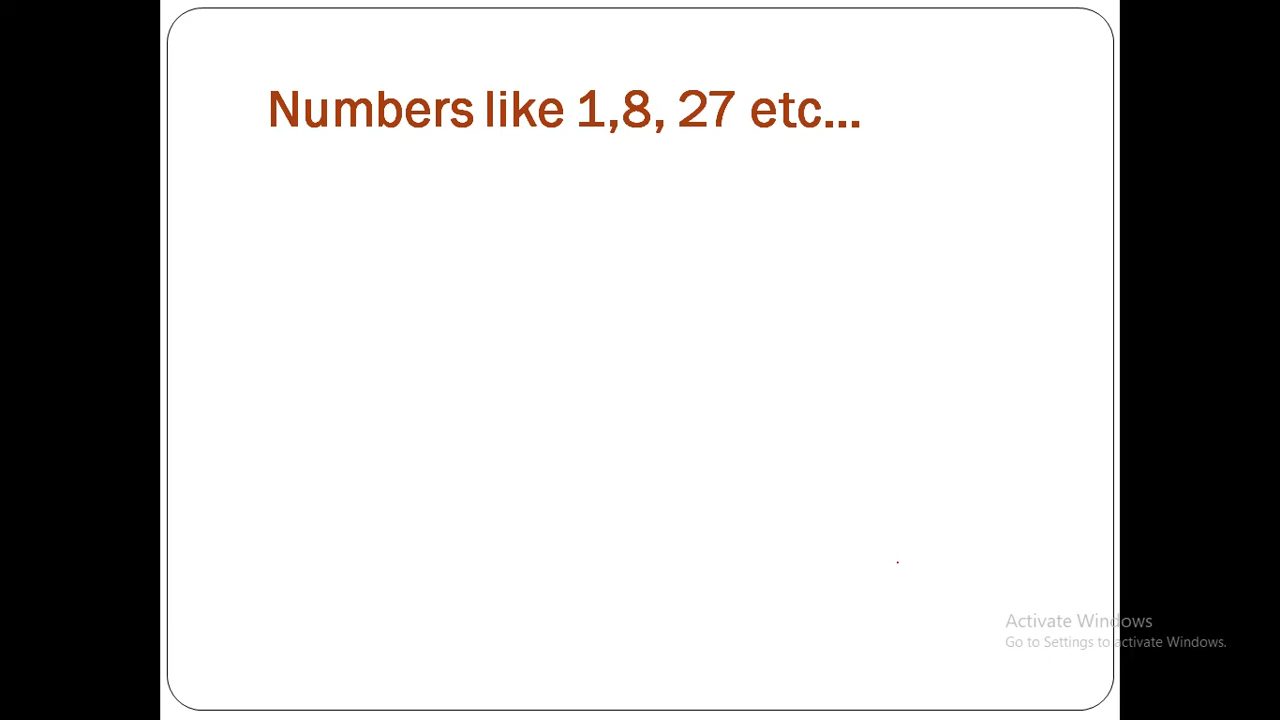 Numbers like 1,8, 27 etc...
Activate Windows
Go to Settings to activate Windows.